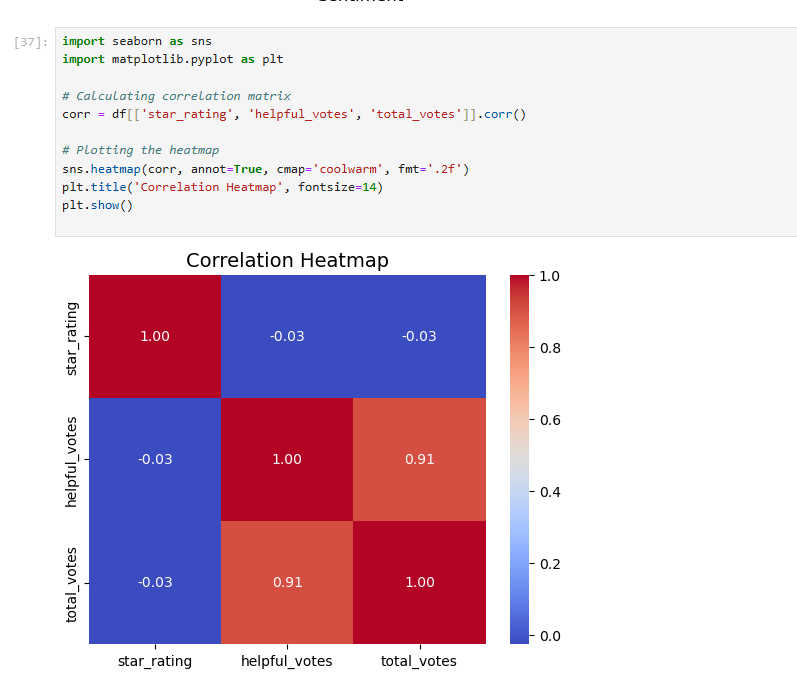 Sentiment
[37]:
import seaborn as sns
import matplotlib.pyplot as plt
# Calculating correlation matrix
corr = df[['star_rating', 'helpful_votes', 'total_votes']].corr()
# Plotting the heatmap
sns.heatmap(corr, annot=True, cmap='coolwarm', fmt='.2f')
plt.title('Correlation Heatmap', fontsize=14)
plt.show()
Correlation Heatmap
star_rating
1.00 -0.03 -0.03
helpful_votes
-0.03 1.00 0.91
total_votes
-0.03 0.91 1.00
star_rating helpful_votes total_votes
1.0
0.8
0.6
0.4
0.2
0.0